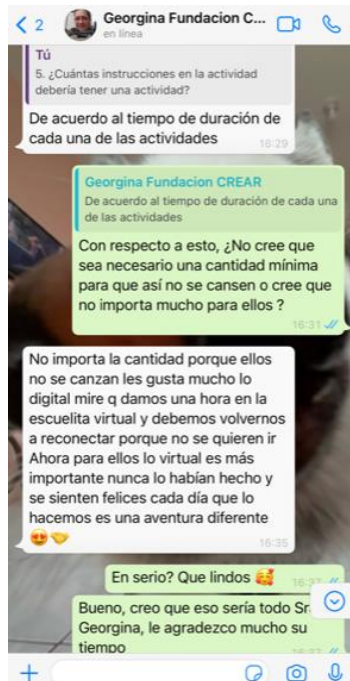 2
Georgina Fundacion C...
en línea
Tú
5. ¿Cuántas instrucciones en la actividad
debería tener una actividad?
De acuerdo al tiempo de duración de
cada una de las actividades
16:29
Georgina Fundacion CREAR
De acuerdo al tiempo de duración de cada una
de las actividades
Con respecto a esto, ¿No cree que
sea necesario una cantidad mínima
para que así no se cansen o cree que
no importa mucho para ellos ?
16:31
No importa la cantidad porque ellos
no se canzan les gusta mucho lo
digital mire q damos una hora en la
escuelita virtual y debemos volvernos
a reconectar porque no se quieren ir
Ahora para ellos lo virtual es más
importante nunca lo habían hecho y
se sienten felices cada día que lo
hacemos es una aventura diferente
😍🤝
16:35
En serio? Que lindos 🥰
16:37
Bueno, creo que eso sería todo Sr
Georgina, le agradezco mucho su
tiempo
16:37